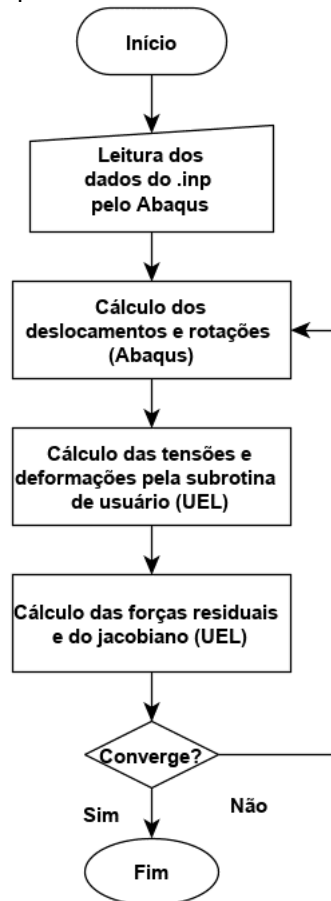 Início
Leitura dos
dados do .inp
pelo Abaqus
Cálculo dos
deslocamentos e rotações
(Abaqus)
Cálculo das tensões e
deformações pela subrotina
de usuário (UEL)
Cálculo das forças residuais
e do jacobiano (UEL)
Converge?
Sim
Não
Fim